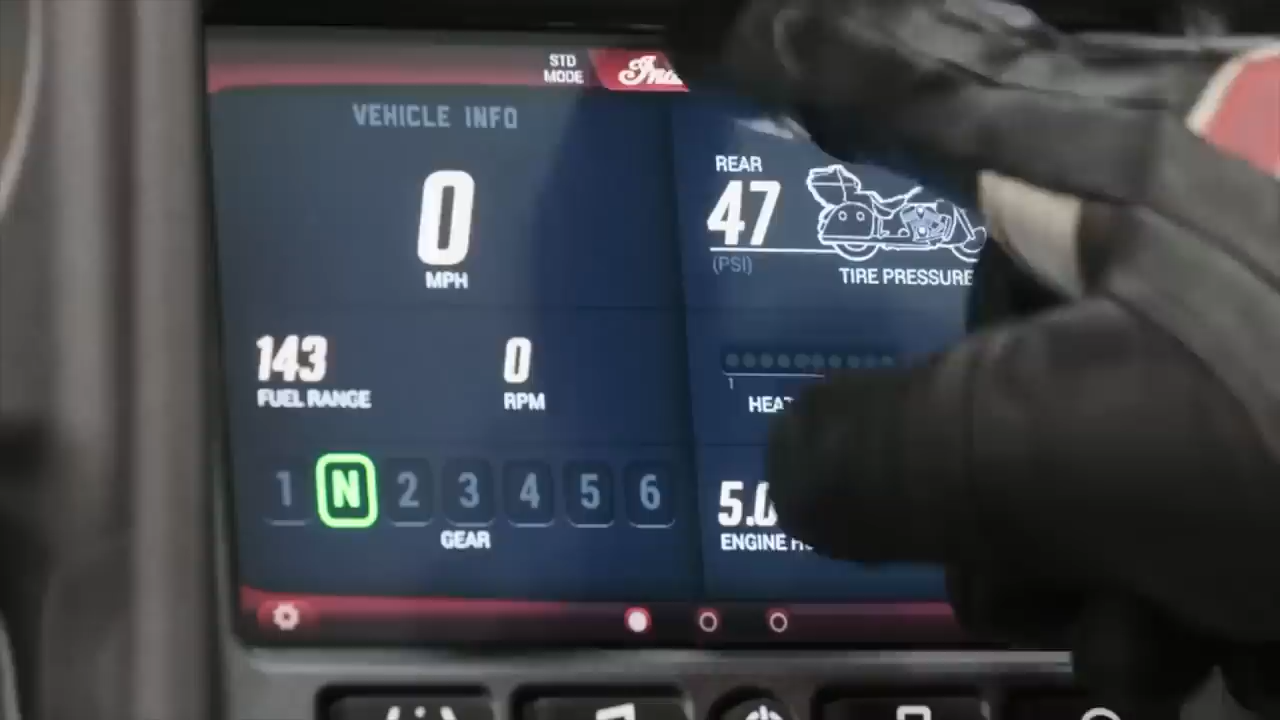 STD
MODE
VEHICLE INFO
0
MPH
REAR
47
(PSI)
TIRE PRESSURE
143
FUEL RANGE
0
RPM
1
1 N 2 3 4 5 6
GEAR
ENGINE